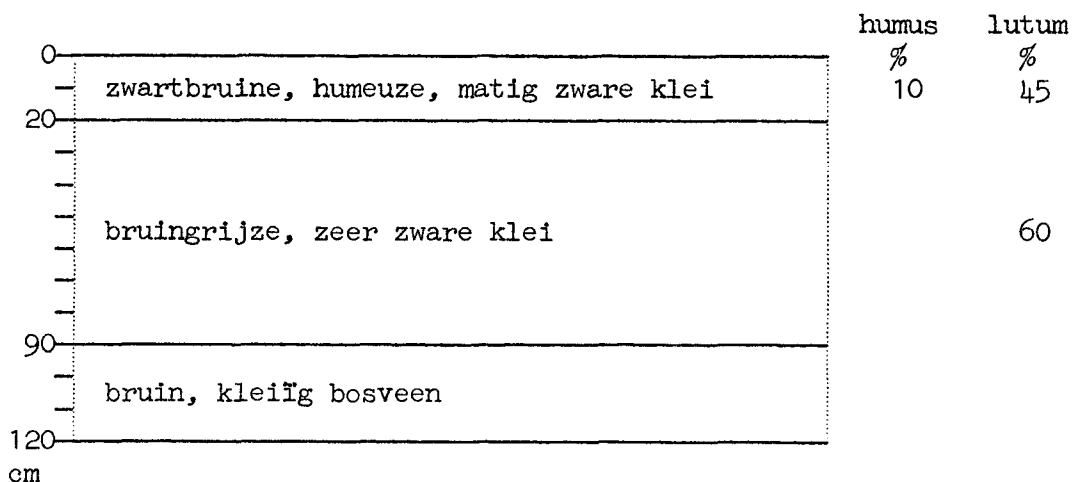 humus lutum
% %
0
zwartbruine, humeuze, matig zware klei 10 45
20
bruingrijze, zeer zware klei 60
90
bruin, kleiïg bosveen
120
cm